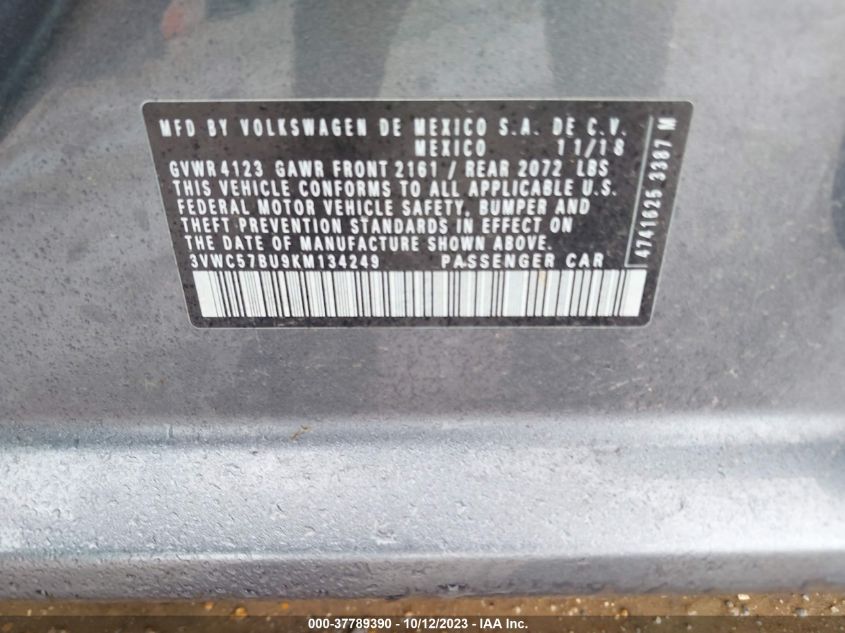 MFD BY VOLKSWAGEN DE MEXICO S.A. DE C.V.
MEXICO 11/18
GVWR 4123 GAWR FRONT 2161 / REAR 2072 LBS
THIS VEHICLE CONFORMS TO ALL APPLICABLE U.S.
FEDERAL MOTOR VEHICLE SAFETY, BUMPER AND
THEFT PREVENTION STANDARDS IN EFFECT ON
THE DATE OF MANUFACTURE SHOWN ABOVE.
3VWC57BU9KM134249 PASSENGER CAR
4741625 3387 M
000-37789390 - 10/12/2023 - IAA Inc.